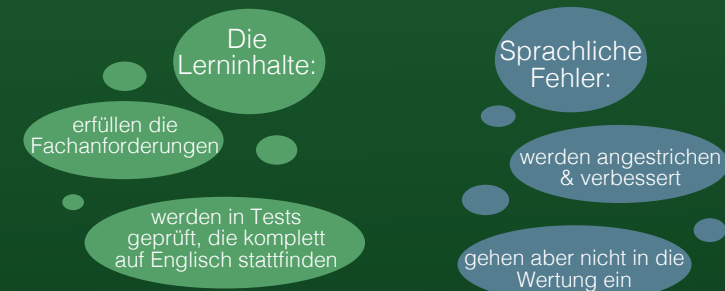 Die
Lerninhalte:
erfüllen die
Fachanforderungen
werden in Tests
geprüft, die komplett
auf Englisch stattfinden
Sprachliche
Fehler:
werden angestrichen
& verbessert
gehen aber nicht in die
Wertung ein